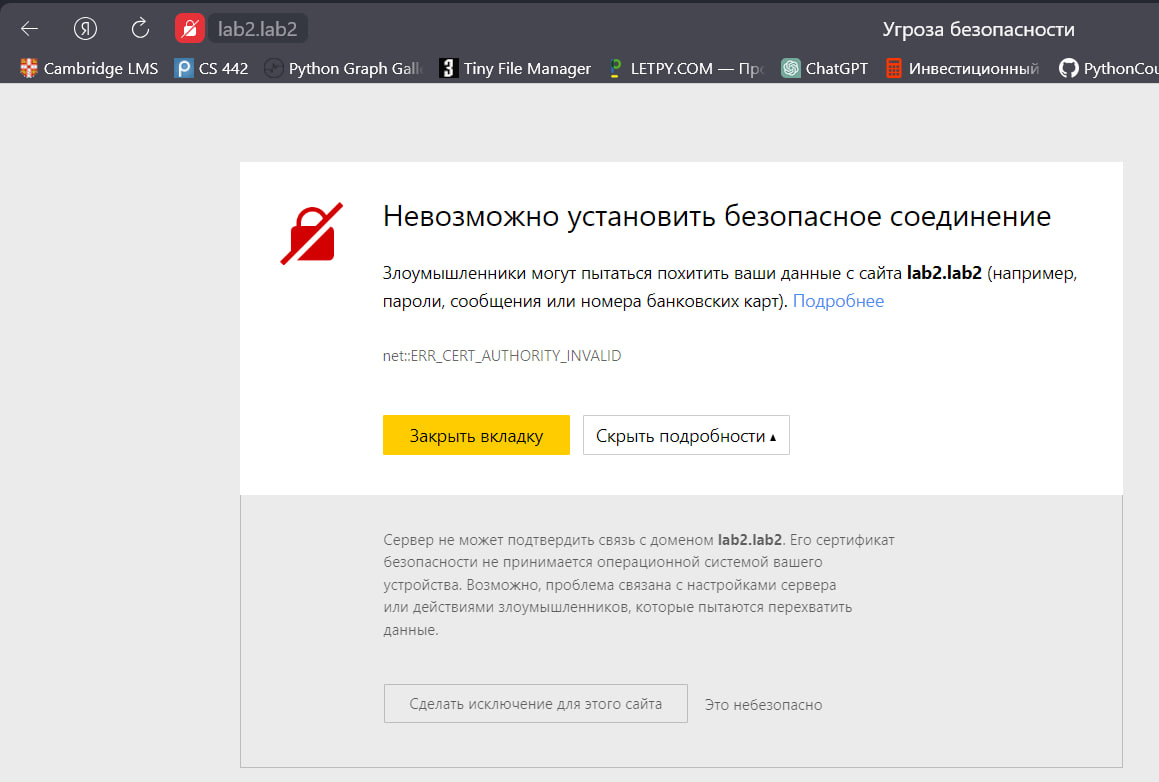 Я lab2.lab2 Угроза безопасности
Cambridge LMS P CS 442 Python Graph Gall 3 Tiny File Manager LETPY.COM — Про ChatGPT Инвестиционный PythonCou
Невозможно установить безопасное соединение
Злоумышленники могут пытаться похитить ваши данные с сайта lab2.lab2 (например,
пароли, сообщения или номера банковских карт). Подробнее
net::ERR_CERT_AUTHORITY_INVALID
Закрыть вкладку Скрыть подробности ▴
Сервер не может подтвердить связь с доменом lab2.lab2. Его сертификат
безопасности не принимается операционной системой вашего
устройства. Возможно, проблема связана с настройками сервера
или действиями злоумышленников, которые пытаются перехватить
данные.
Сделать исключение для этого сайта Это небезопасно